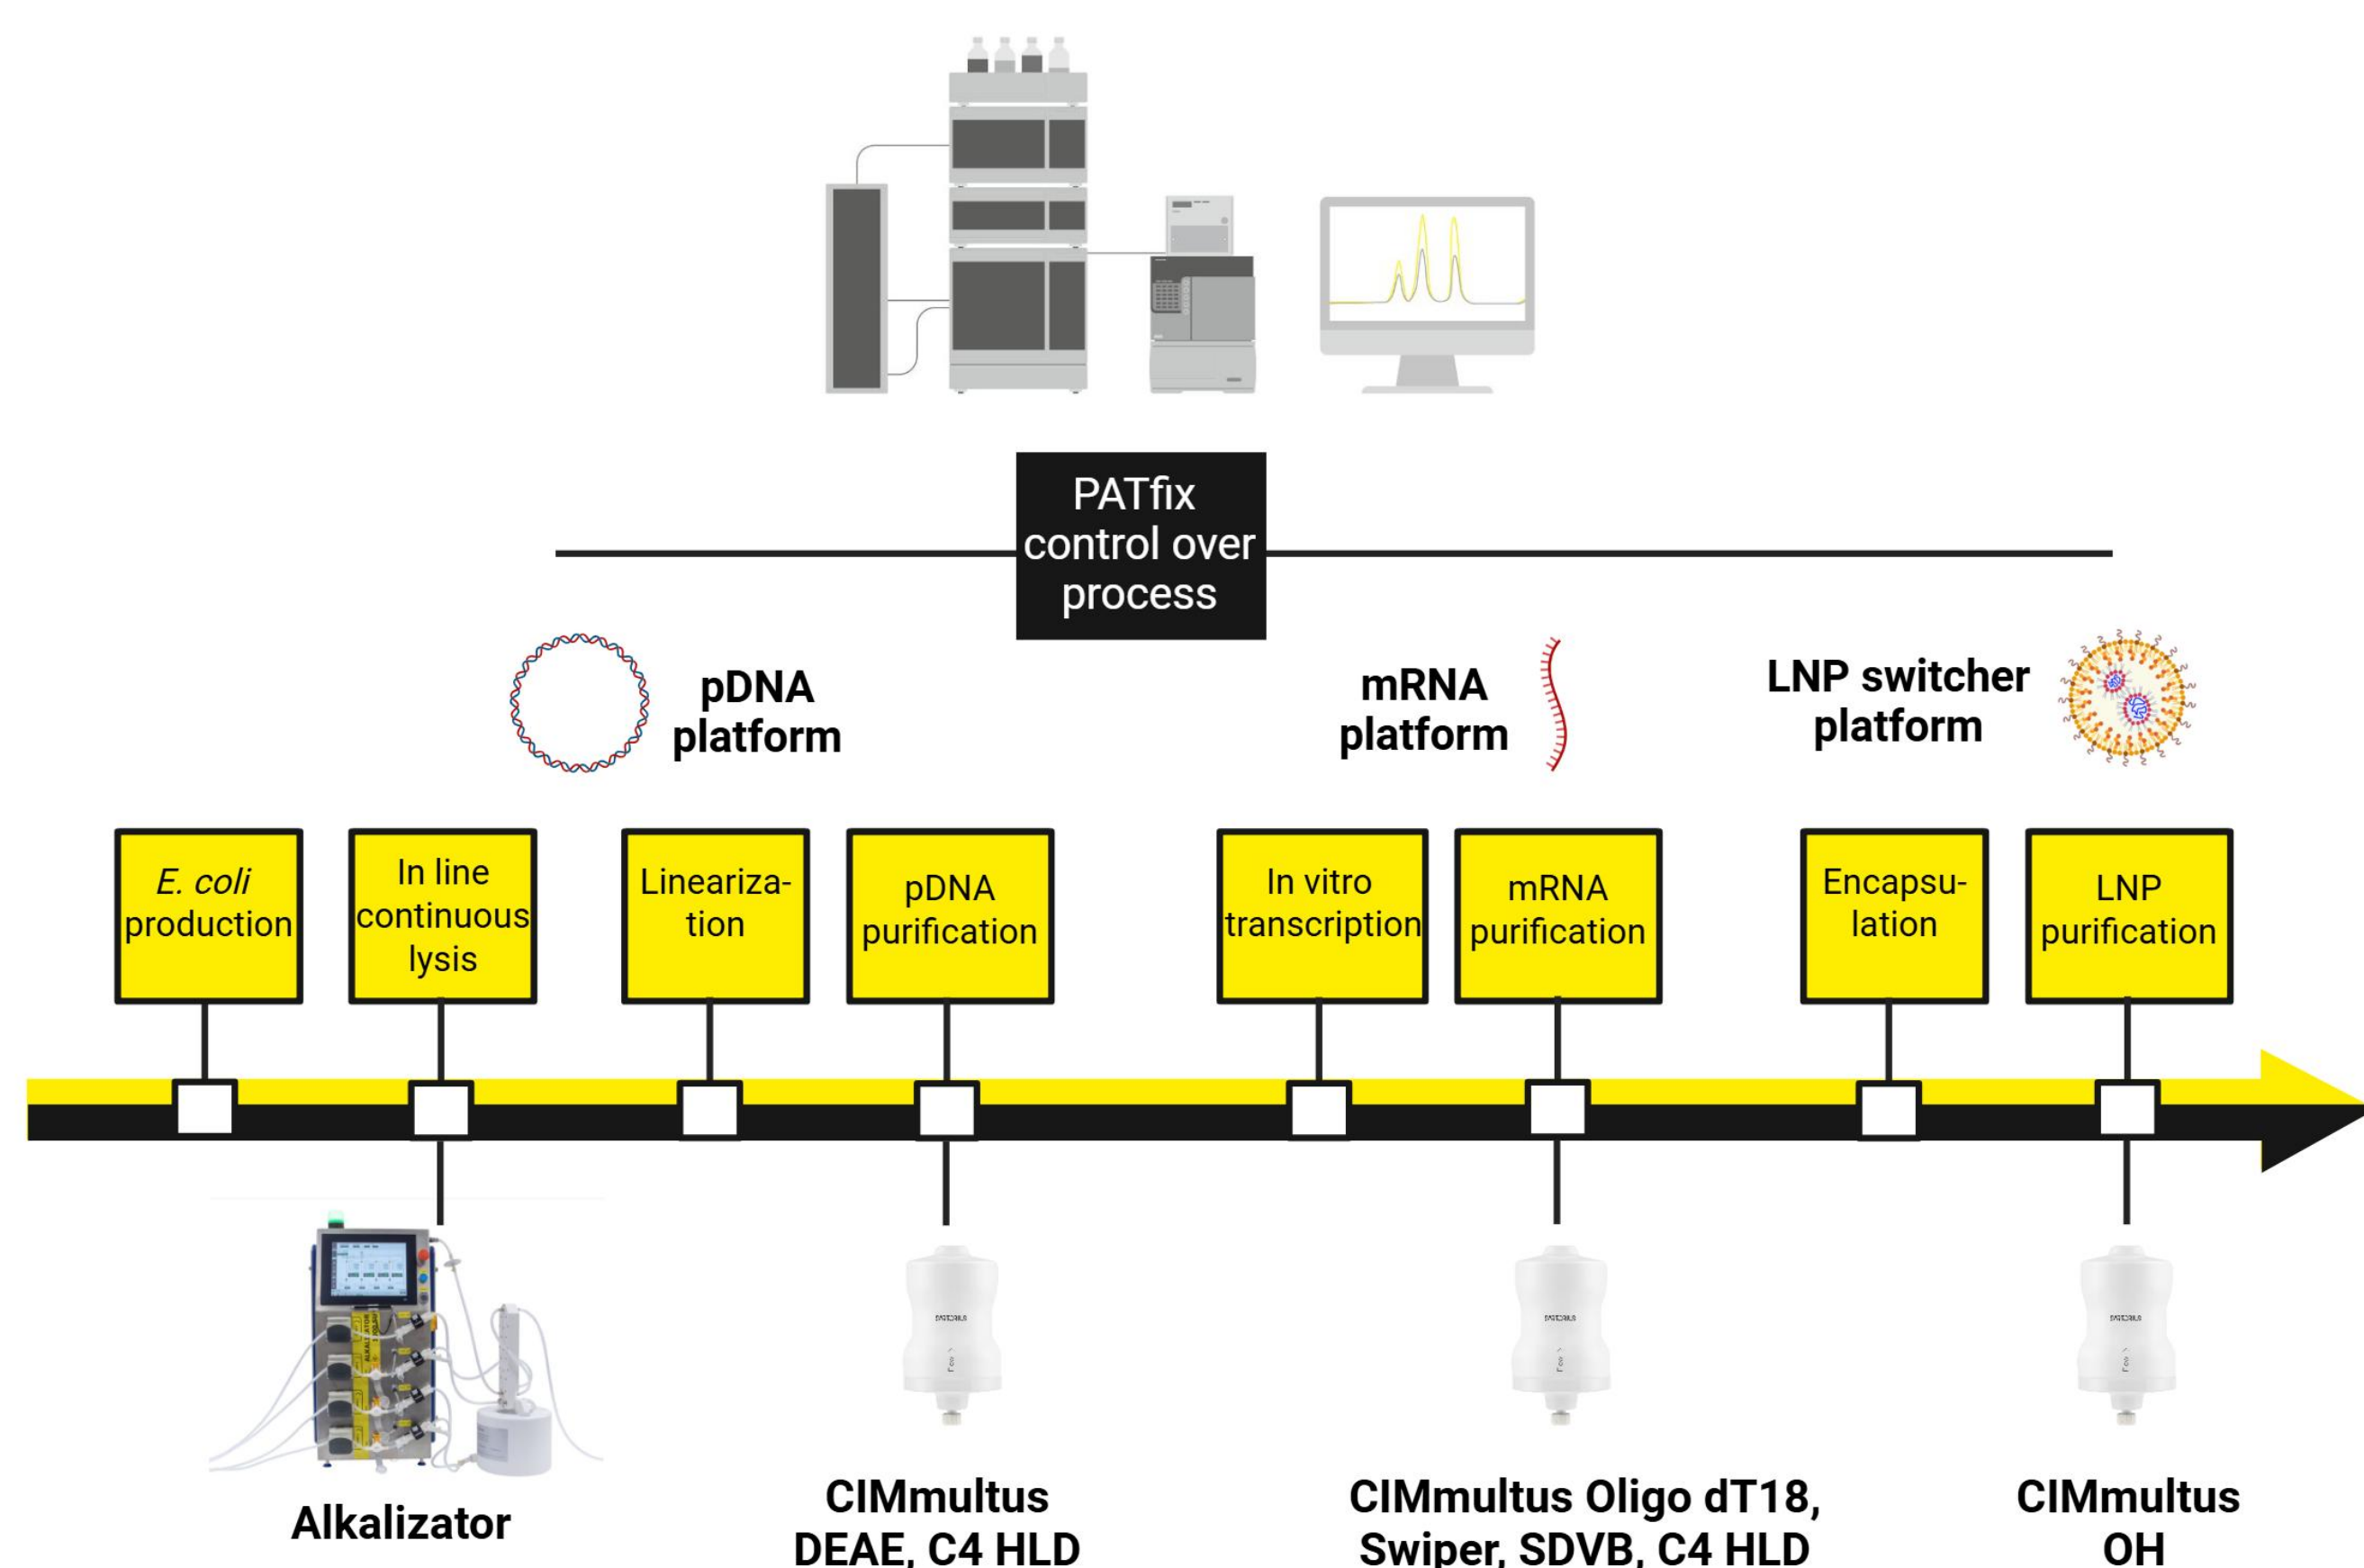 PATfix
control over
process
pDNA
platform
mRNA
platform
LNP switcher
platform
E. coli
production
In line
continuous
lysis
Lineariza-
tion
pDNA
purification
In vitro
transcription
mRNA
purification
Encapsu-
lation
LNP
purification
Alkalizator
CIMmultus
DEAE, C4 HLD
CIMmultus Oligo dT18,
Swiper, SDVB, C4 HLD
CIMmultus
OH